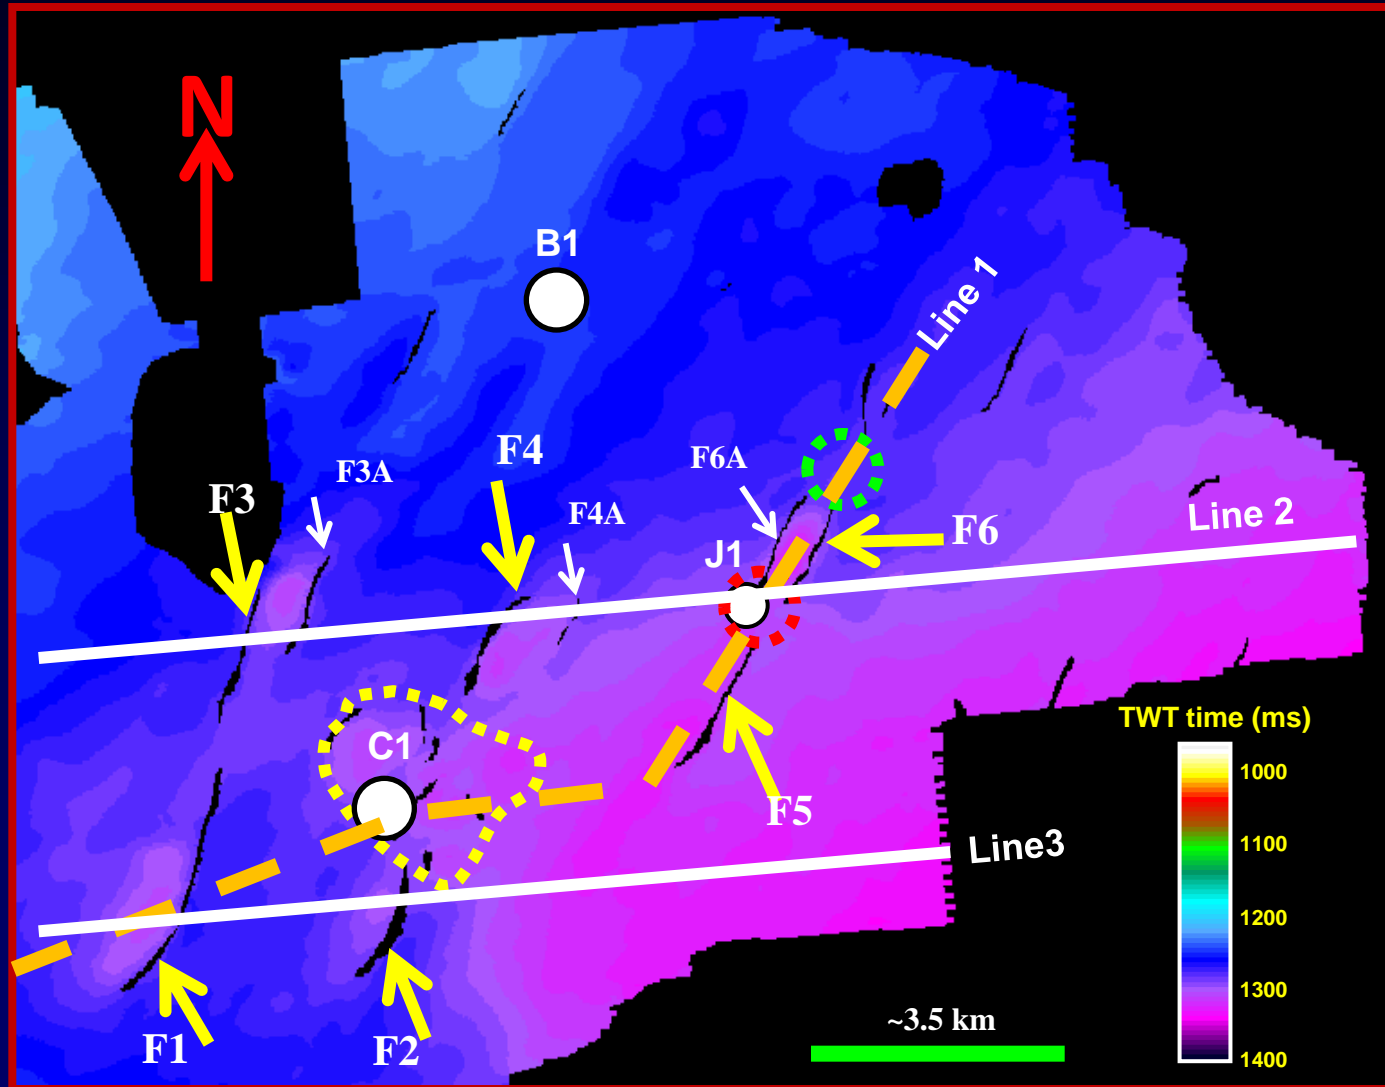 N
B1
Line 1
F3
F3A
F4
F4A
F6A
F6
Line 2
J1
C1
F5
Line3
TWT time (ms)
1000
1100
1200
1300
1400
~3.5 km
F1
F2